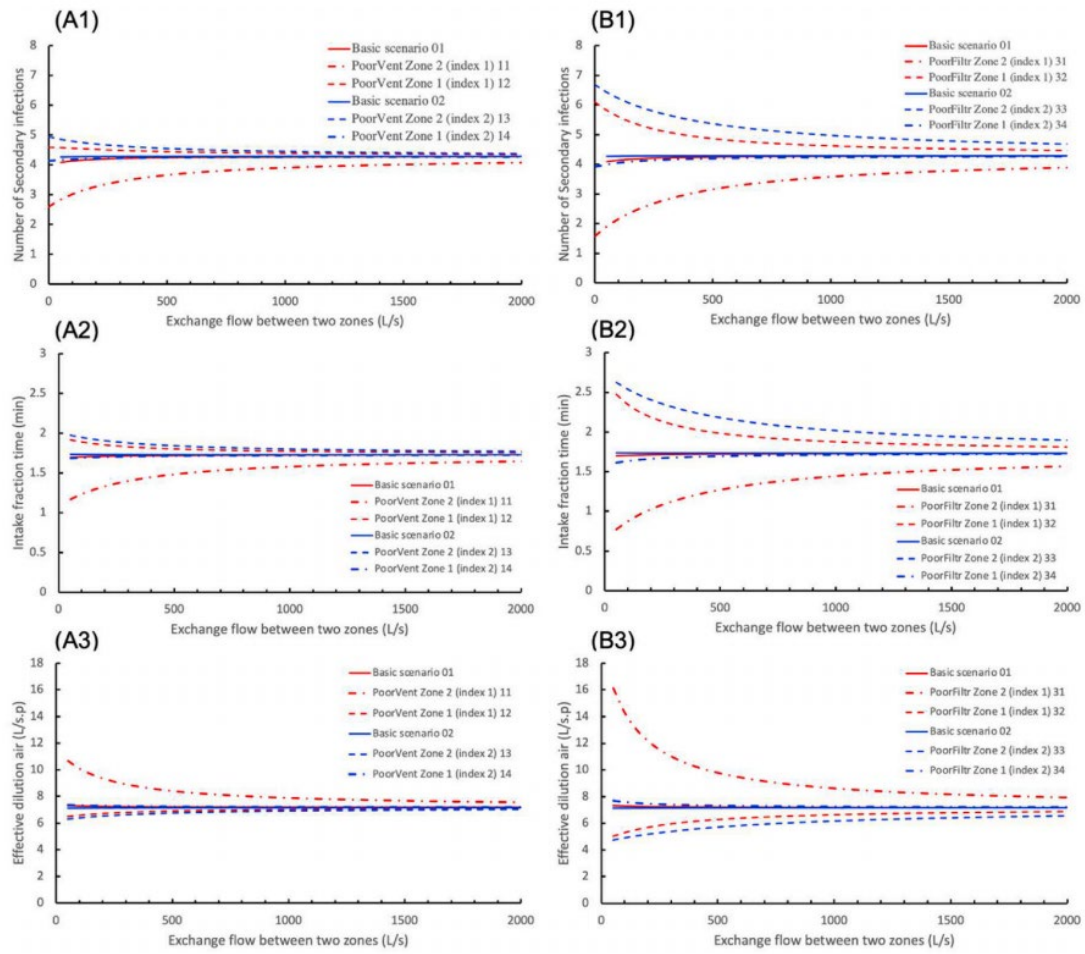 (A1)
Number of Secondary infections
8
7
6
5
4
3
2
1
0
Basic scenario 01
PoorVent Zone 2 (index 1) 11
PoorVent Zone 1 (index 1) 12
Basic scenario 02
PoorVent Zone 2 (index 2) 13
PoorVent Zone 1 (index 2) 14
0 500 1000 1500 2000
Exchange flow between two zones (L/s)
(B1)
Number of Secondary infections
8
7
6
5
4
3
2
1
0
Basic scenario 01
PoorFiltr Zone 2 (index 1) 31
PoorFiltr Zone 1 (index 1) 32
Basic scenario 02
PoorFiltr Zone 2 (index 2) 33
PoorFiltr Zone 1 (index 2) 34
0 500 1000 1500 2000
Exchange flow between two zones (L/s)
(A2)
Intake fraction time (min)
3
2.5
2
1.5
1
0.5
0
Basic scenario 01
PoorVent Zone 2 (index 1) 11
PoorVent Zone 1 (index 1) 12
Basic scenario 02
PoorVent Zone 2 (index 2) 13
PoorVent Zone 1 (index 2) 14
0 500 1000 1500 2000
Exchange flow between two zones (L/s)
(B2)
Intake fraction time (min)
3
2.5
2
1.5
1
0.5
0
Basic scenario 01
PoorFiltr Zone 2 (index 1) 31
PoorFiltr Zone 1 (index 1) 32
Basic scenario 02
PoorFiltr Zone 2 (index 2) 33
PoorFiltr Zone 1 (index 2) 34
0 500 1000 1500 2000
Exchange flow between two zones (L/s)
(A3)
Effective dilution air (L/s.p)
18
16
14
12
10
8
6
4
2
0
Basic scenario 01
PoorVent Zone 2 (index 1) 11
PoorVent Zone 1 (index 1) 12
Basic scenario 02
PoorVent Zone 2 (index 2) 13
PoorVent Zone 1 (index 2) 14
0 500 1000 1500 2000
Exchange flow between two zones (L/s)
(B3)
Effective dilution air (L/s.p)
18
16
14
12
10
8
6
4
2
0
Basic scenario 01
PoorFiltr Zone 2 (index 1) 31
PoorFiltr Zone 1 (index 1) 32
Basic scenario 02
PoorFiltr Zone 2 (index 2) 33
PoorFiltr Zone 1 (index 2) 34
0 500 1000 1500 2000
Exchange flow between two zones (L/s)